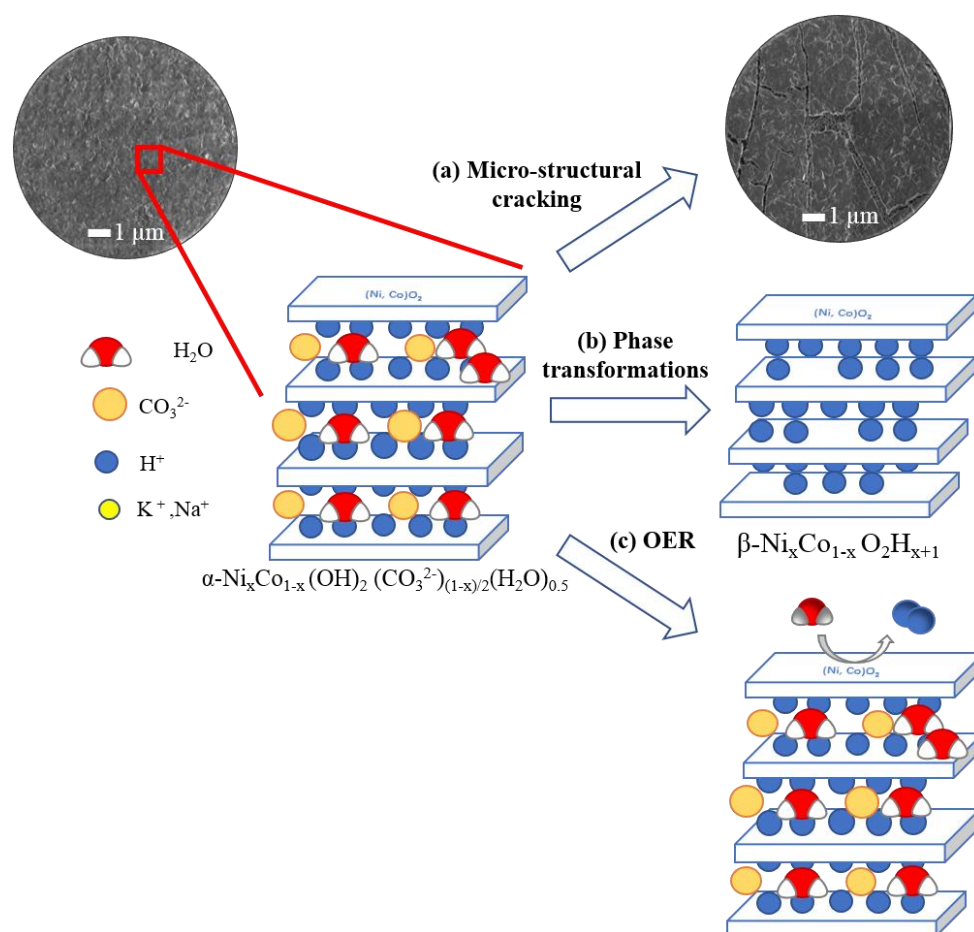 1 μm
1 μm
(a) Micro-structural
cracking
(Ni, Co)O₂
(Ni, Co)O₂
H₂O
(b) Phase
transformations
CO₃²⁻
H⁺
K⁺,Na⁺
(c) OER
β-NiₓCo₁₋ₓ O₂Hₓ₊₁
α-NiₓCo₁₋ₓ(OH)₂ (CO₃²⁻)₍₁₋ₓ₎/₂(H₂O)₀.₅
(Ni, Co)O₂